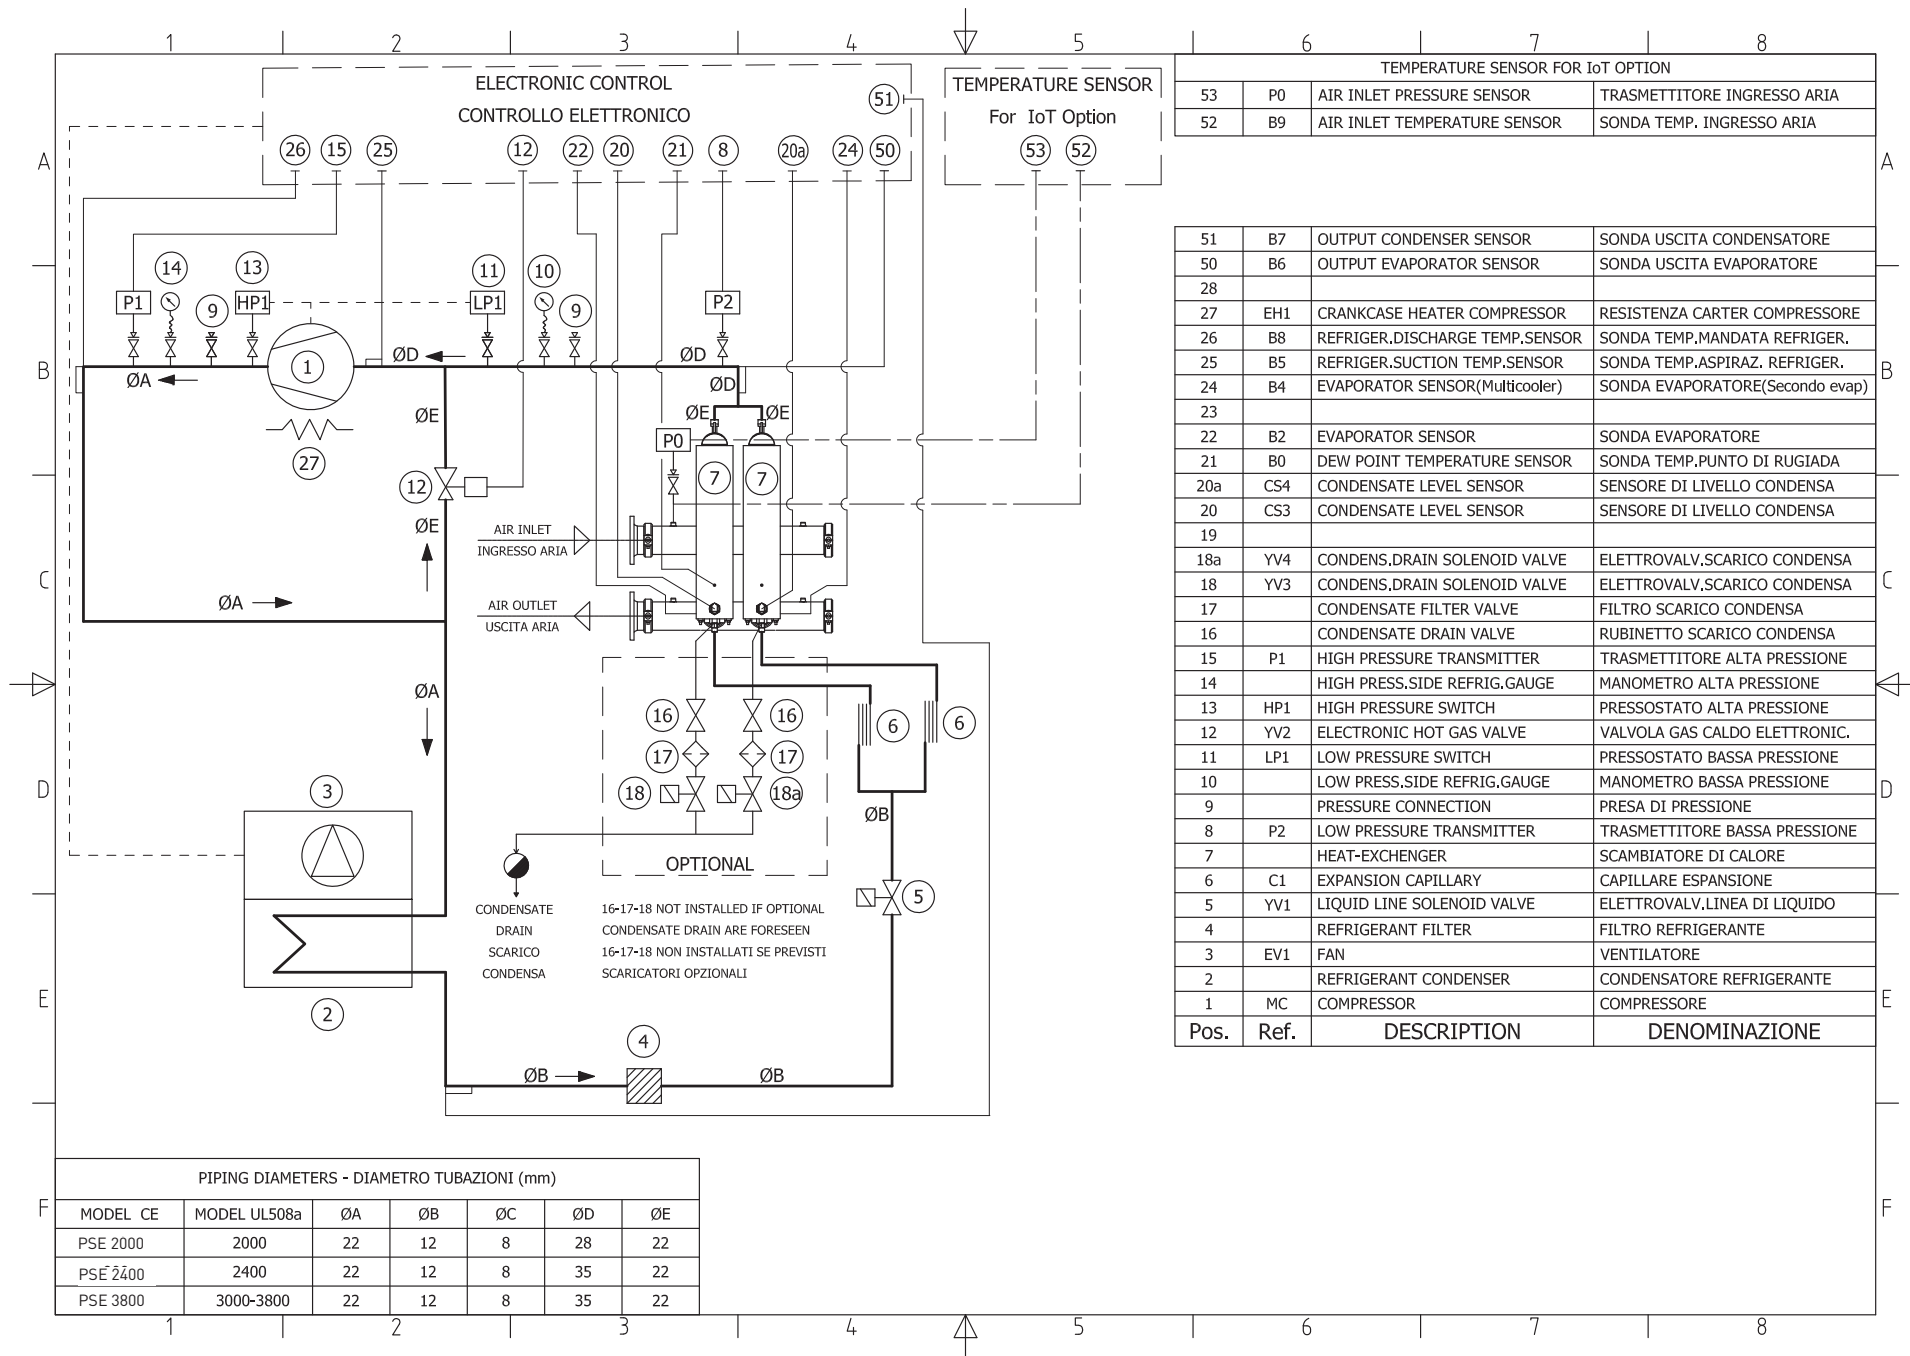 1 2 3 4 5 6 7 8
ELECTRONIC CONTROL
CONTROLLO ELETTRONICO
51
26 15 25 12 22 20 21 8 20a 24 50
TEMPERATURE SENSOR
For IoT Option
53 52
TEMPERATURE SENSOR FOR IoT OPTION
53 P0 AIR INLET PRESSURE SENSOR TRASMETTITORE INGRESSO ARIA
52 B9 AIR INLET TEMPERATURE SENSOR SONDA TEMP. INGRESSO ARIA
A A
14 13 11 10
P1 9 HP1 LP1 9 P2
1
ØD ØD
ØA
ØD
B B
ØE ØE ØE
P0
27
7 7
12
ØE
AIR INLET
INGRESSO ARIA
C C
ØA
AIR OUTLET
USCITA ARIA
ØA
16 16
6 6
17 17
18 18a
D D
3
ØB
OPTIONAL
5
CONDENSATE
DRAIN
SCARICO
CONDENSA
16-17-18 NOT INSTALLED IF OPTIONAL
CONDENSATE DRAIN ARE FORESEEN
16-17-18 NON INSTALLATI SE PREVISTI
SCARICATORI OPZIONALI
E E
2
4
ØB ØB
51 B7 OUTPUT CONDENSER SENSOR SONDA USCITA CONDENSATORE
50 B6 OUTPUT EVAPORATOR SENSOR SONDA USCITA EVAPORATORE
28
27 EH1 CRANKCASE HEATER COMPRESSOR RESISTENZA CARTER COMPRESSORE
26 B8 REFRIGER.DISCHARGE TEMP.SENSOR SONDA TEMP.MANDATA REFRIGER.
25 B5 REFRIGER.SUCTION TEMP.SENSOR SONDA TEMP.ASPIRAZ. REFRIGER.
24 B4 EVAPORATOR SENSOR(Multicooler) SONDA EVAPORATORE(Secondo evap)
23
22 B2 EVAPORATOR SENSOR SONDA EVAPORATORE
21 B0 DEW POINT TEMPERATURE SENSOR SONDA TEMP.PUNTO DI RUGIADA
20a CS4 CONDENSATE LEVEL SENSOR SENSORE DI LIVELLO CONDENSA
20 CS3 CONDENSATE LEVEL SENSOR SENSORE DI LIVELLO CONDENSA
19
18a YV4 CONDENS.DRAIN SOLENOID VALVE ELETTROVALV.SCARICO CONDENSA
18 YV3 CONDENS.DRAIN SOLENOID VALVE ELETTROVALV.SCARICO CONDENSA
17 CONDENSATE FILTER VALVE FILTRO SCARICO CONDENSA
16 CONDENSATE DRAIN VALVE RUBINETTO SCARICO CONDENSA
15 P1 HIGH PRESSURE TRANSMITTER TRASMETTITORE ALTA PRESSIONE
14 HIGH PRESS.SIDE REFRIG.GAUGE MANOMETRO ALTA PRESSIONE
13 HP1 HIGH PRESSURE SWITCH PRESSOSTATO ALTA PRESSIONE
12 YV2 ELECTRONIC HOT GAS VALVE VALVOLA GAS CALDO ELETTRONIC.
11 LP1 LOW PRESSURE SWITCH PRESSOSTATO BASSA PRESSIONE
10 LOW PRESS.SIDE REFRIG.GAUGE MANOMETRO BASSA PRESSIONE
9 PRESSURE CONNECTION PRESA DI PRESSIONE
8 P2 LOW PRESSURE TRANSMITTER TRASMETTITORE BASSA PRESSIONE
7 HEAT-EXCHENGER SCAMBIATORE DI CALORE
6 C1 EXPANSION CAPILLARY CAPILLARE ESPANSIONE
5 YV1 LIQUID LINE SOLENOID VALVE ELETTROVALV.LINEA DI LIQUIDO
4 REFRIGERANT FILTER FILTRO REFRIGERANTE
3 EV1 FAN VENTILATORE
2 REFRIGERANT CONDENSER CONDENSATORE REFRIGERANTE
1 MC COMPRESSOR COMPRESSORE
Pos. Ref. DESCRIPTION DENOMINAZIONE
PIPING DIAMETERS - DIAMETRO TUBAZIONI (mm)
F F
MODEL CE MODEL UL508a ØA ØB ØC ØD ØE
PSE 2000 2000 22 12 8 28 22
PSE 2400 2400 22 12 8 35 22
PSE 3800 3000-3800 22 12 8 35 22
1 2 3 4 5 6 7 8